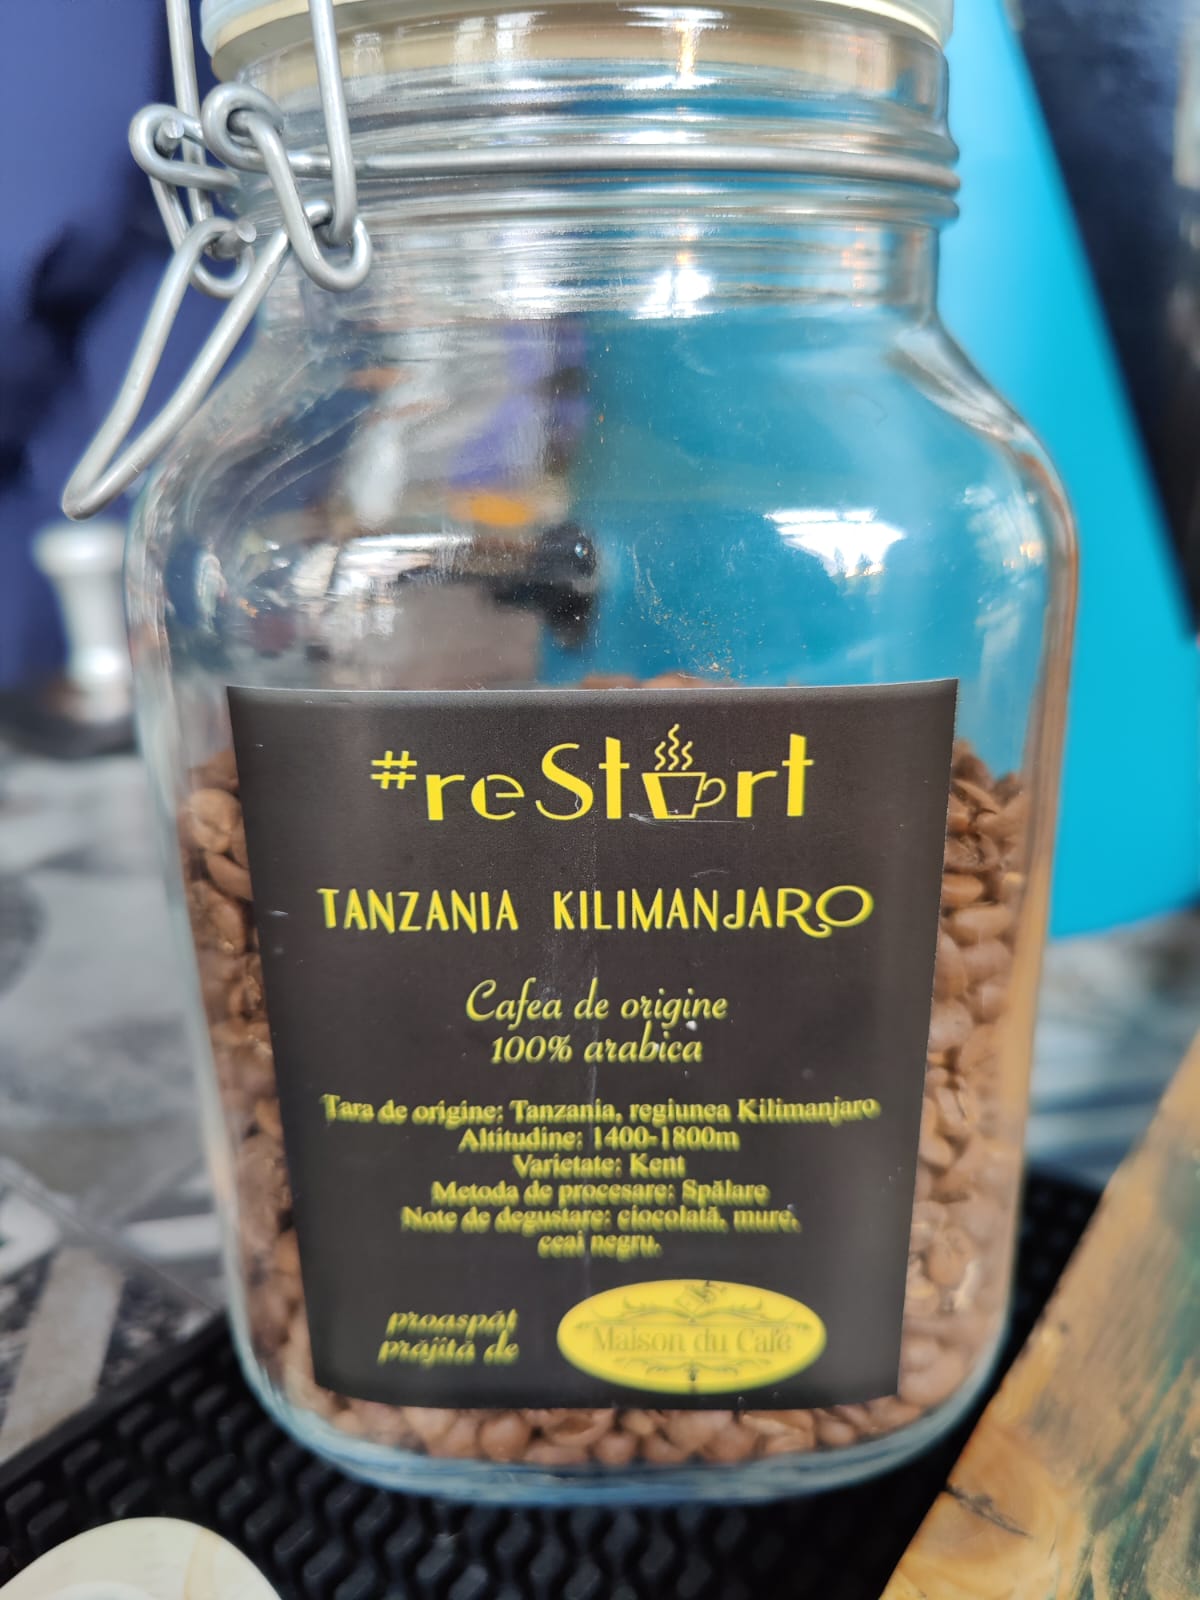 #reStart
TANZANIA KILIMANJARO
Cafea de origine
100% arabica
Tara de origine: Tanzania, regiunea Kilimanjaro
Altitudine: 1400-1800m
Varietate: Kent
Metoda de procesare: Spălare
Note de degustare: ciocolată, mure,
ceai negru.
proaspăt
prăjită de
Maison du Café